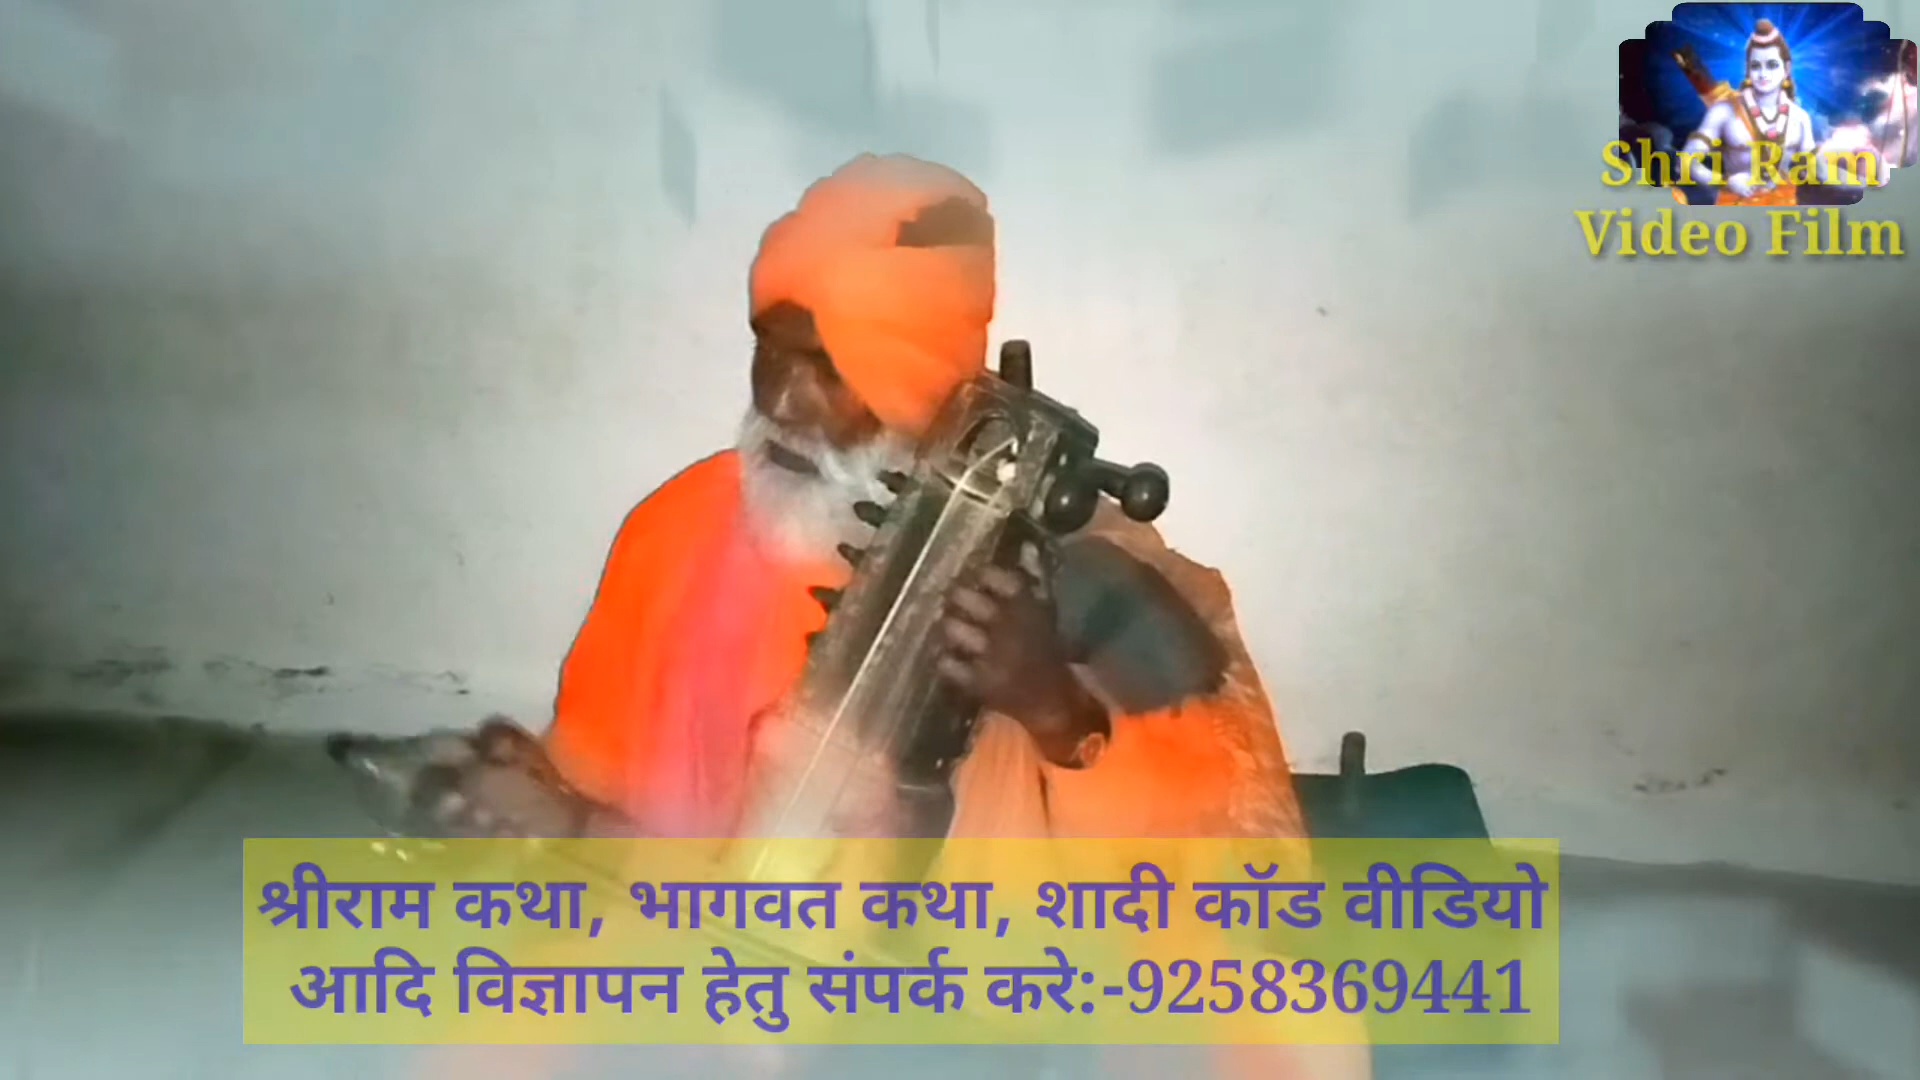 Shri Ram
Video Film
श्रीराम कथा, भागवत कथा, शादी कॉड वीडियो
आदि विज्ञापन हेतु संपर्क करे:-9258369441